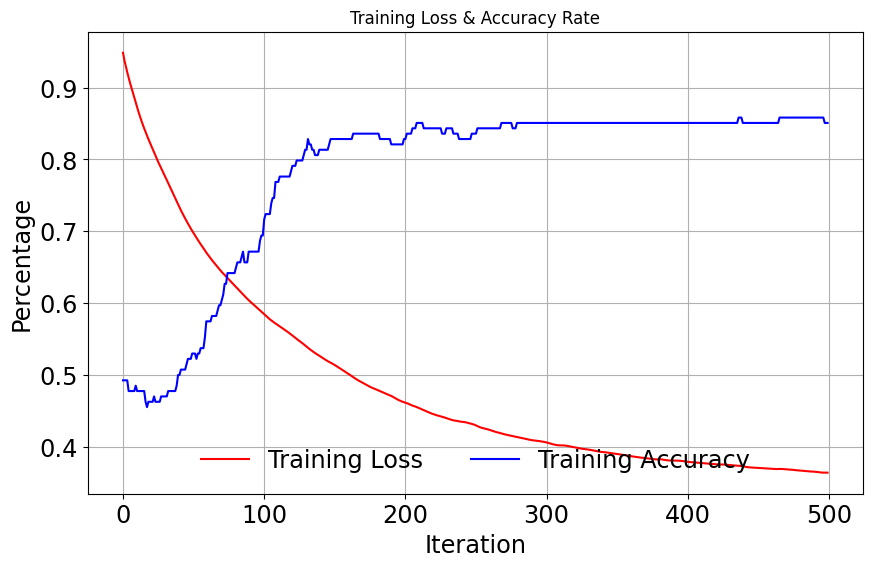 Training Loss & Accuracy Rate
0.9
0.8
0.7
0.6
0.5
0.4
Percentage
Training Loss Training Accuracy
0 100 200 300 400 500
Iteration